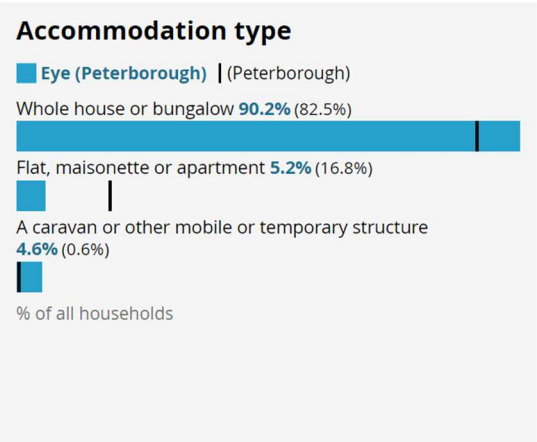 Accommodation type
Eye (Peterborough) | (Peterborough)
Whole house or bungalow 90.2% (82.5%)
Flat, maisonette or apartment 5.2% (16.8%)
A caravan or other mobile or temporary structure
4.6% (0.6%)
% of all households